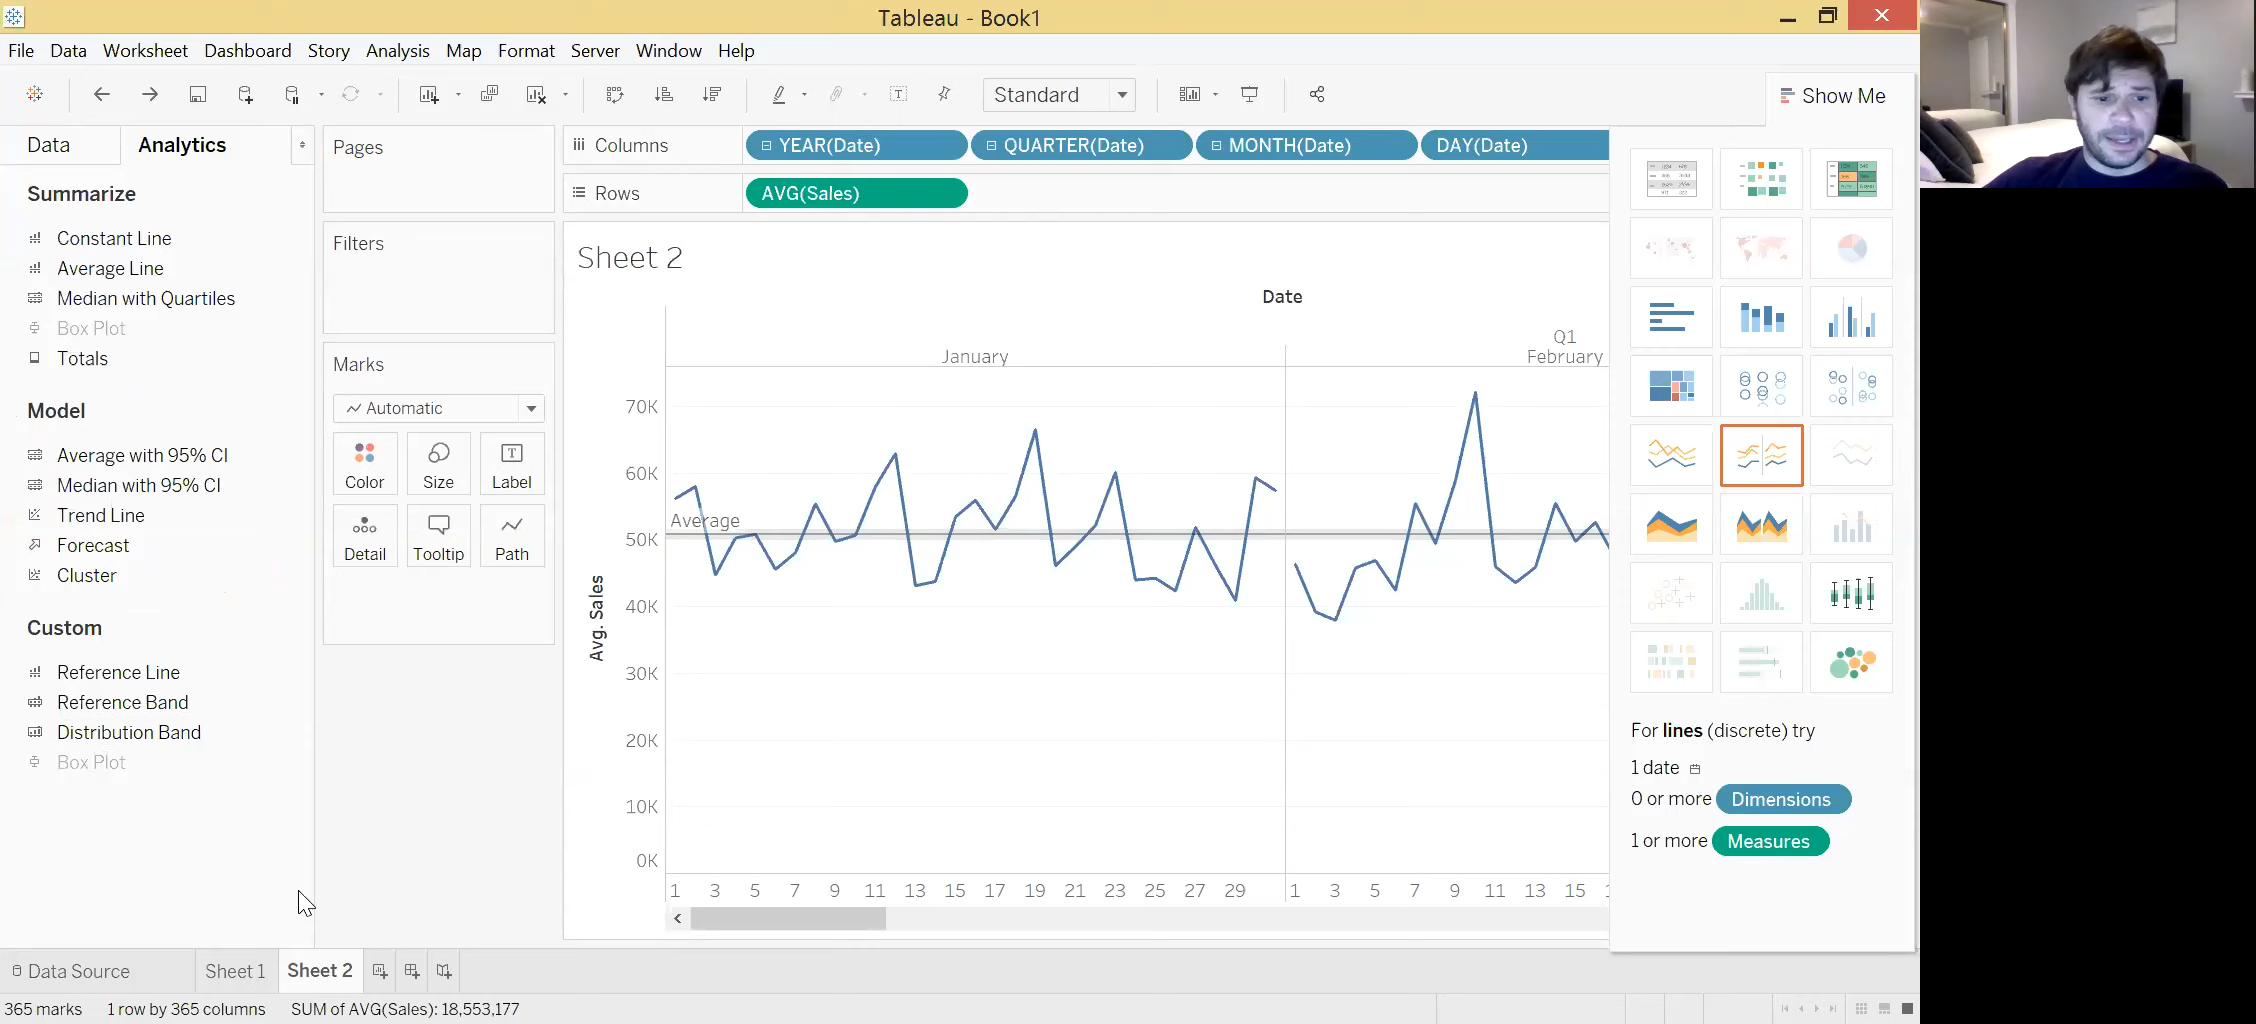 Tableau - Book1
File Data Worksheet Dashboard Story Analysis Map Format Server Window Help
Standard
Show Me
Data Analytics
Summarize
Constant Line
Average Line
Median with Quartiles
Box Plot
Totals
Model
Average with 95% CI
Median with 95% CI
Trend Line
Forecast
Cluster
Custom
Reference Line
Reference Band
Distribution Band
Box Plot
Pages
Filters
Marks
Automatic
Color Size Label
Detail Tooltip Path
Columns YEAR(Date) QUARTER(Date) MONTH(Date) DAY(Date)
Rows AVG(Sales)
Sheet 2
Date
Q1
January February
Avg. Sales
70K
60K
Average
50K
40K
30K
20K
10K
0K
1 3 5 7 9 11 13 15 17 19 21 23 25 27 29 1 3 5 7 9 11 13 15
For lines (discrete) try
1 date
0 or more Dimensions
1 or more Measures
Data Source Sheet 1 Sheet 2
365 marks 1 row by 365 columns SUM of AVG(Sales): 18,553,177